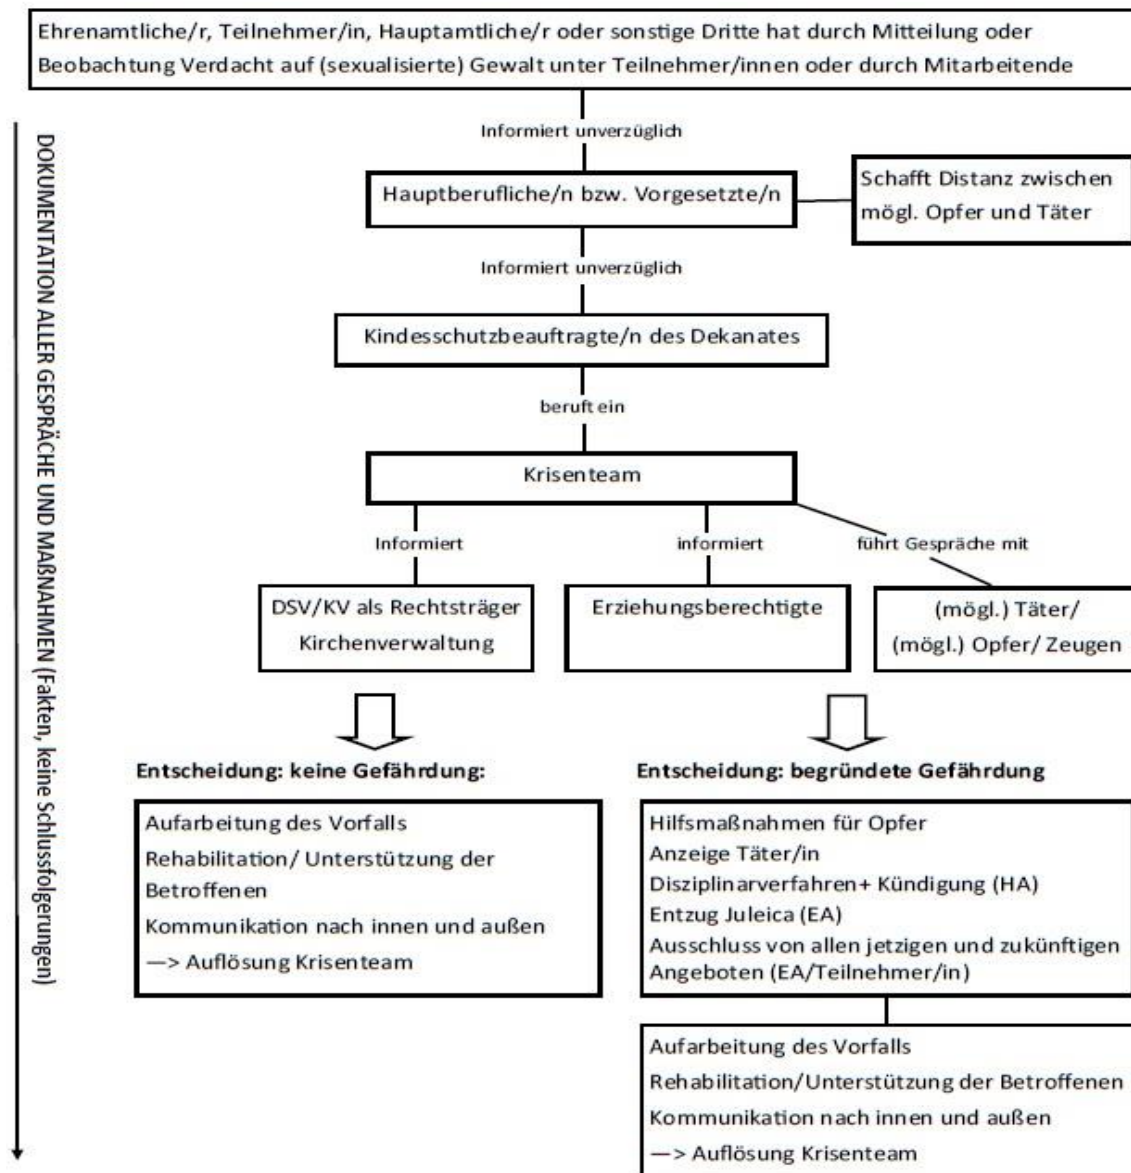 Ehrenamtliche/r, Teilnehmer/in, Hauptamtliche/r oder sonstige Dritte hat durch Mitteilung oder
Beobachtung Verdacht auf (sexualisierte) Gewalt unter Teilnehmer/innen oder durch Mitarbeitende
DOKUMENTATION ALLER GESPRÄCHE UND MAßNAHMEN (Fakten, keine Schlussfolgerungen)
Informiert unverzüglich
Hauptberufliche/n bzw. Vorgesetzte/n
Schafft Distanz zwischen
mögl. Opfer und Täter
Informiert unverzüglich
Kindesschutzbeauftragte/n des Dekanates
beruft ein
Krisenteam
Informiert
informiert
führt Gespräche mit
DSV/KV als Rechtsträger
Kirchenverwaltung
Erziehungsberechtigte
(mögl.) Täter/
(mögl.) Opfer/ Zeugen
Entscheidung: keine Gefährdung:
Aufarbeitung des Vorfalls
Rehabilitation/ Unterstützung der
Betroffenen
Kommunikation nach innen und außen
—> Auflösung Krisenteam
Entscheidung: begründete Gefährdung
Hilfsmaßnahmen für Opfer
Anzeige Täter/in
Disziplinarverfahren+ Kündigung (HA)
Entzug Juleica (EA)
Ausschluss von allen jetzigen und zukünftigen
Angeboten (EA/Teilnehmer/in)
Aufarbeitung des Vorfalls
Rehabilitation/Unterstützung der Betroffenen
Kommunikation nach innen und außen
—> Auflösung Krisenteam